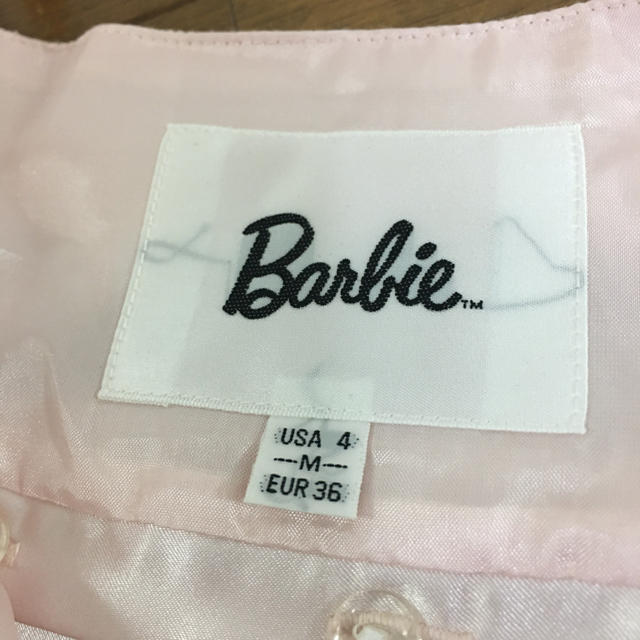 Barbie™
USA 4
--M--
EUR 36